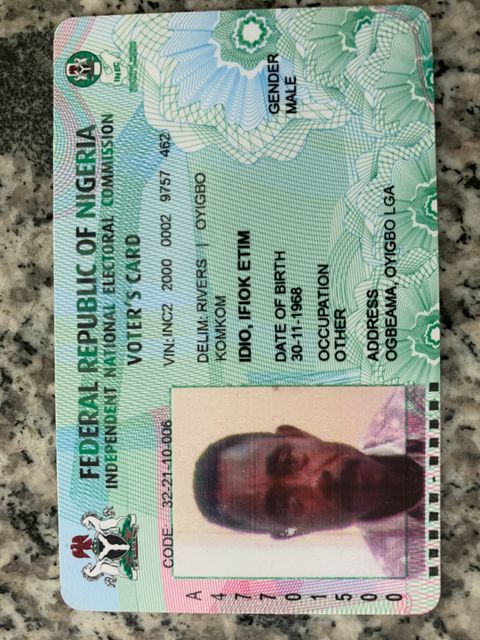 FEDERAL REPUBLIC OF NIGERIA
INDEPENDENT NATIONAL ELECTORAL COMMISSION
VOTER'S CARD
INEC
CODE 32-21-10-006
VIN: INC2 2000 0002 9757 462
DELIM: RIVERS | OYIGBO
KOMKOM
IDIO, IFIOK ETIM
DATE OF BIRTH
30-11-1968
GENDER
MALE
OCCUPATION
OTHER
ADDRESS
OGBEAMA, OYIGBO LGA
A47701500